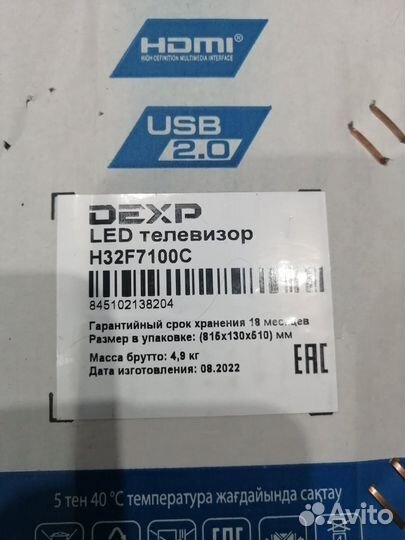 HDMI®
HIGH-DEFINITION MULTIMEDIA INTERFACE
USB
2.0
DEXP
LED телевизор
H32F7100C
845102138204
Гарантийный срок хранения 18 месяцев
Размер в упаковке: (815x130x510) мм
Масса брутто: 4,9 кг
Дата изготовления: 08.2022
EAC
5 тен 40 °C температура жағдайында сақтау
Avito